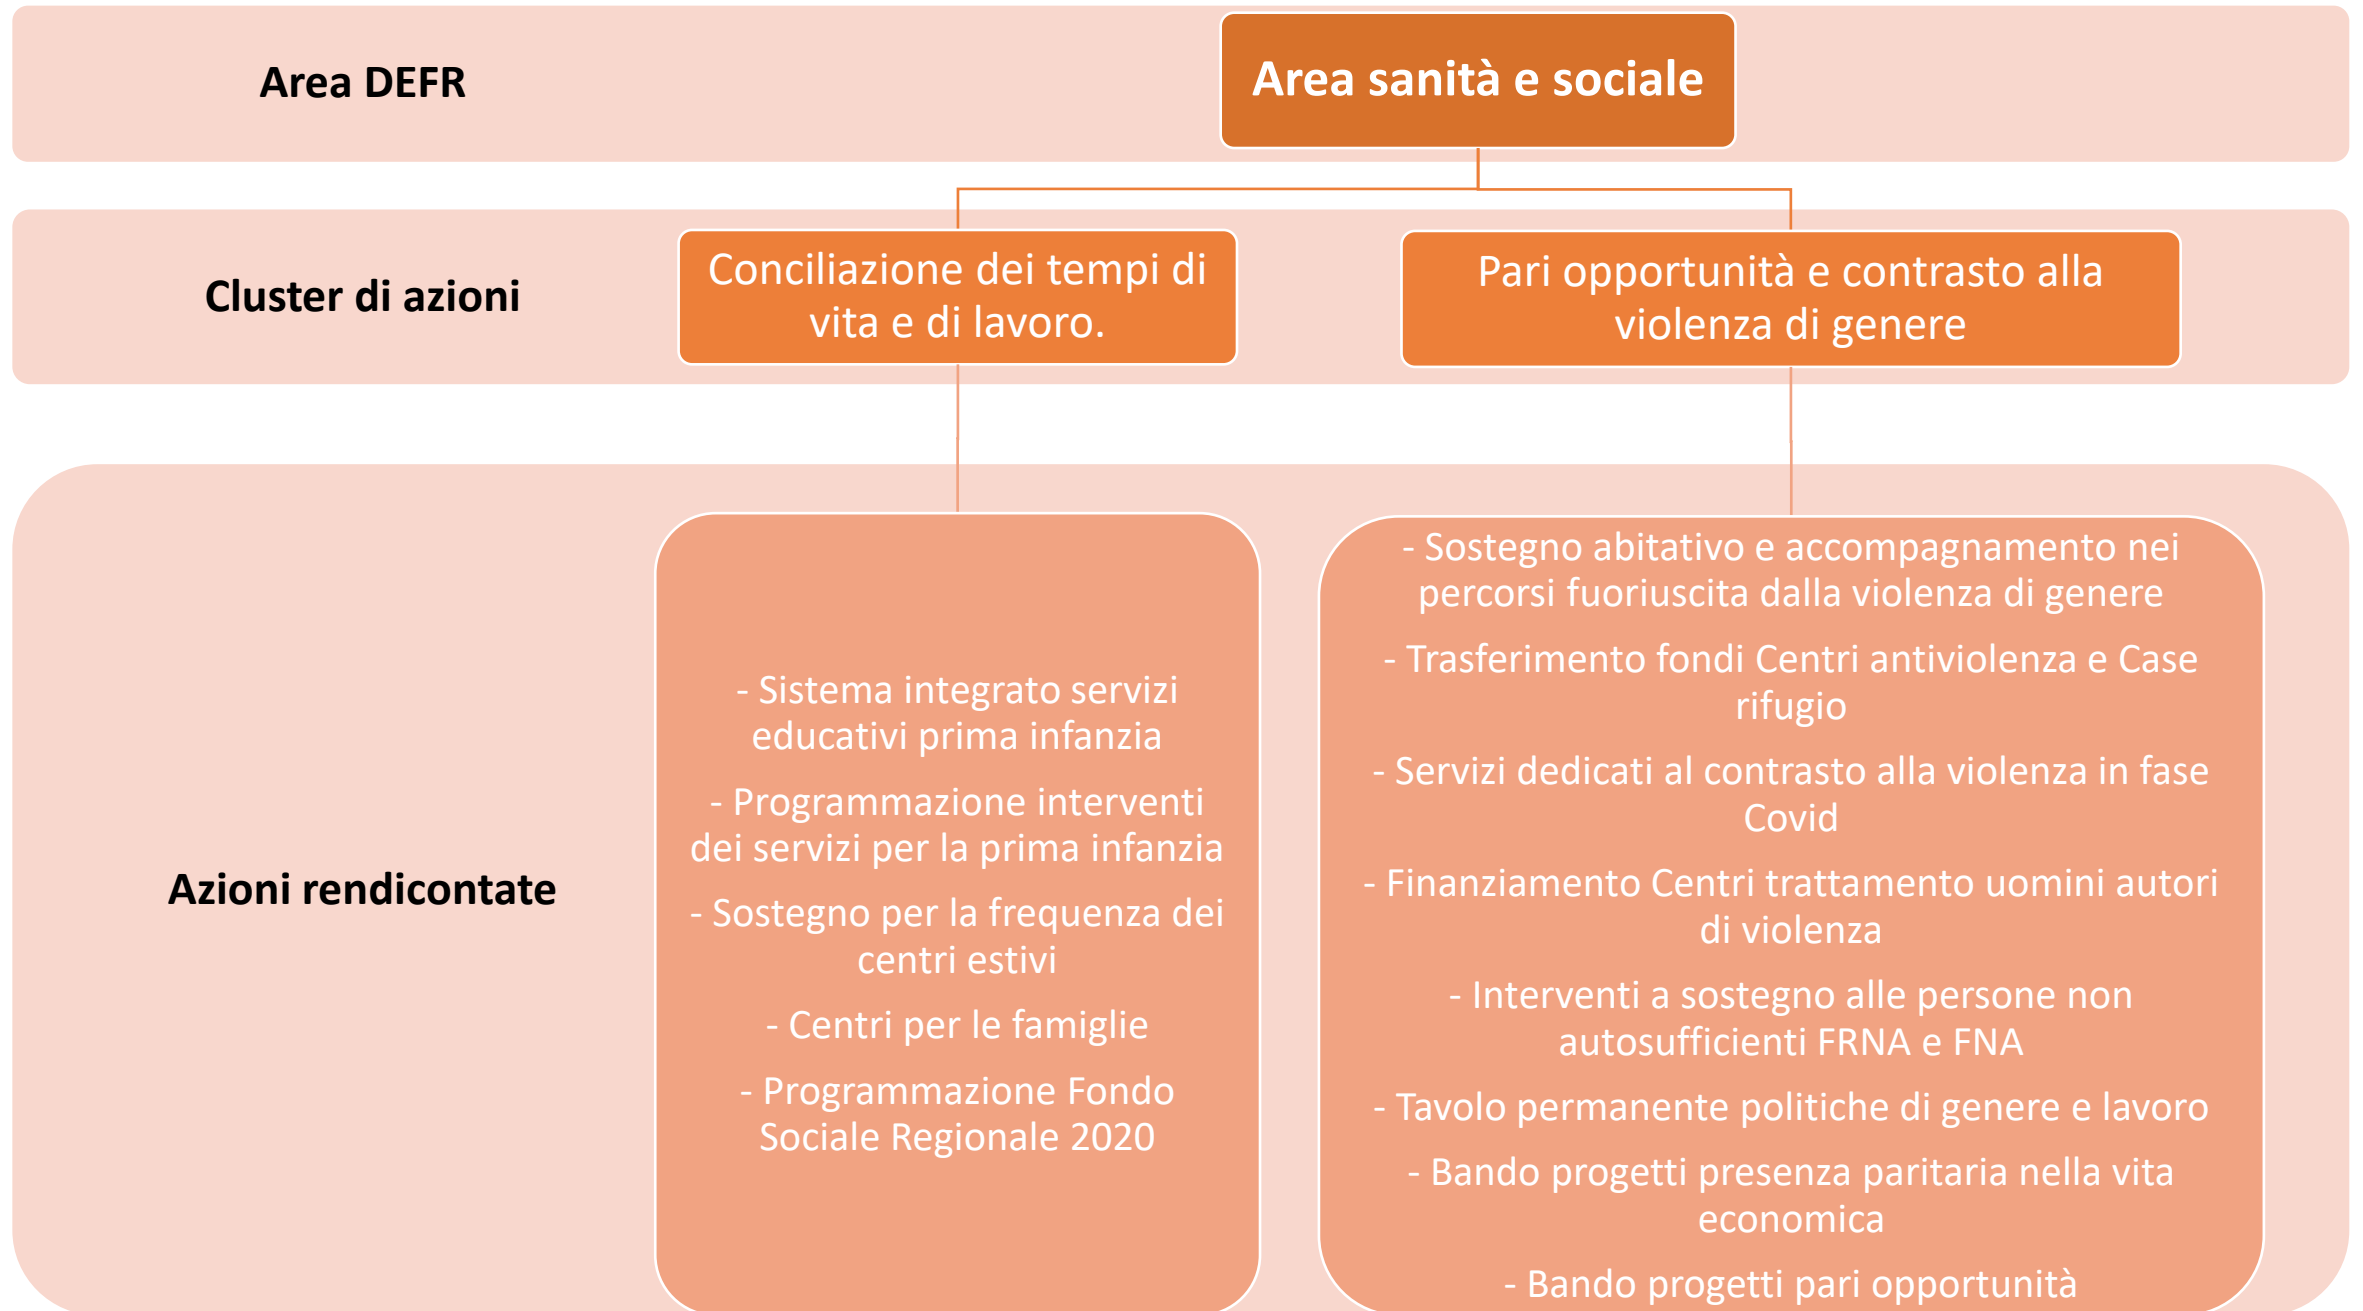 Area DEFR
Area sanità e sociale
Cluster di azioni
Conciliazione dei tempi di
vita e di lavoro.
Pari opportunità e contrasto alla
violenza di genere
Azioni rendicontate
- Sistema integrato servizi
educativi prima infanzia
- Programmazione interventi
dei servizi per la prima infanzia
- Sostegno per la frequenza dei
centri estivi
- Centri per le famiglie
- Programmazione Fondo
Sociale Regionale 2020
- Sostegno abitativo e accompagnamento nei
percorsi fuoriuscita dalla violenza di genere
- Trasferimento fondi Centri antiviolenza e Case
rifugio
- Servizi dedicati al contrasto alla violenza in fase
Covid
- Finanziamento Centri trattamento uomini autori
di violenza
- Interventi a sostegno alle persone non
autosufficienti FRNA e FNA
- Tavolo permanente politiche di genere e lavoro
- Bando progetti presenza paritaria nella vita
economica
- Bando progetti pari opportunità